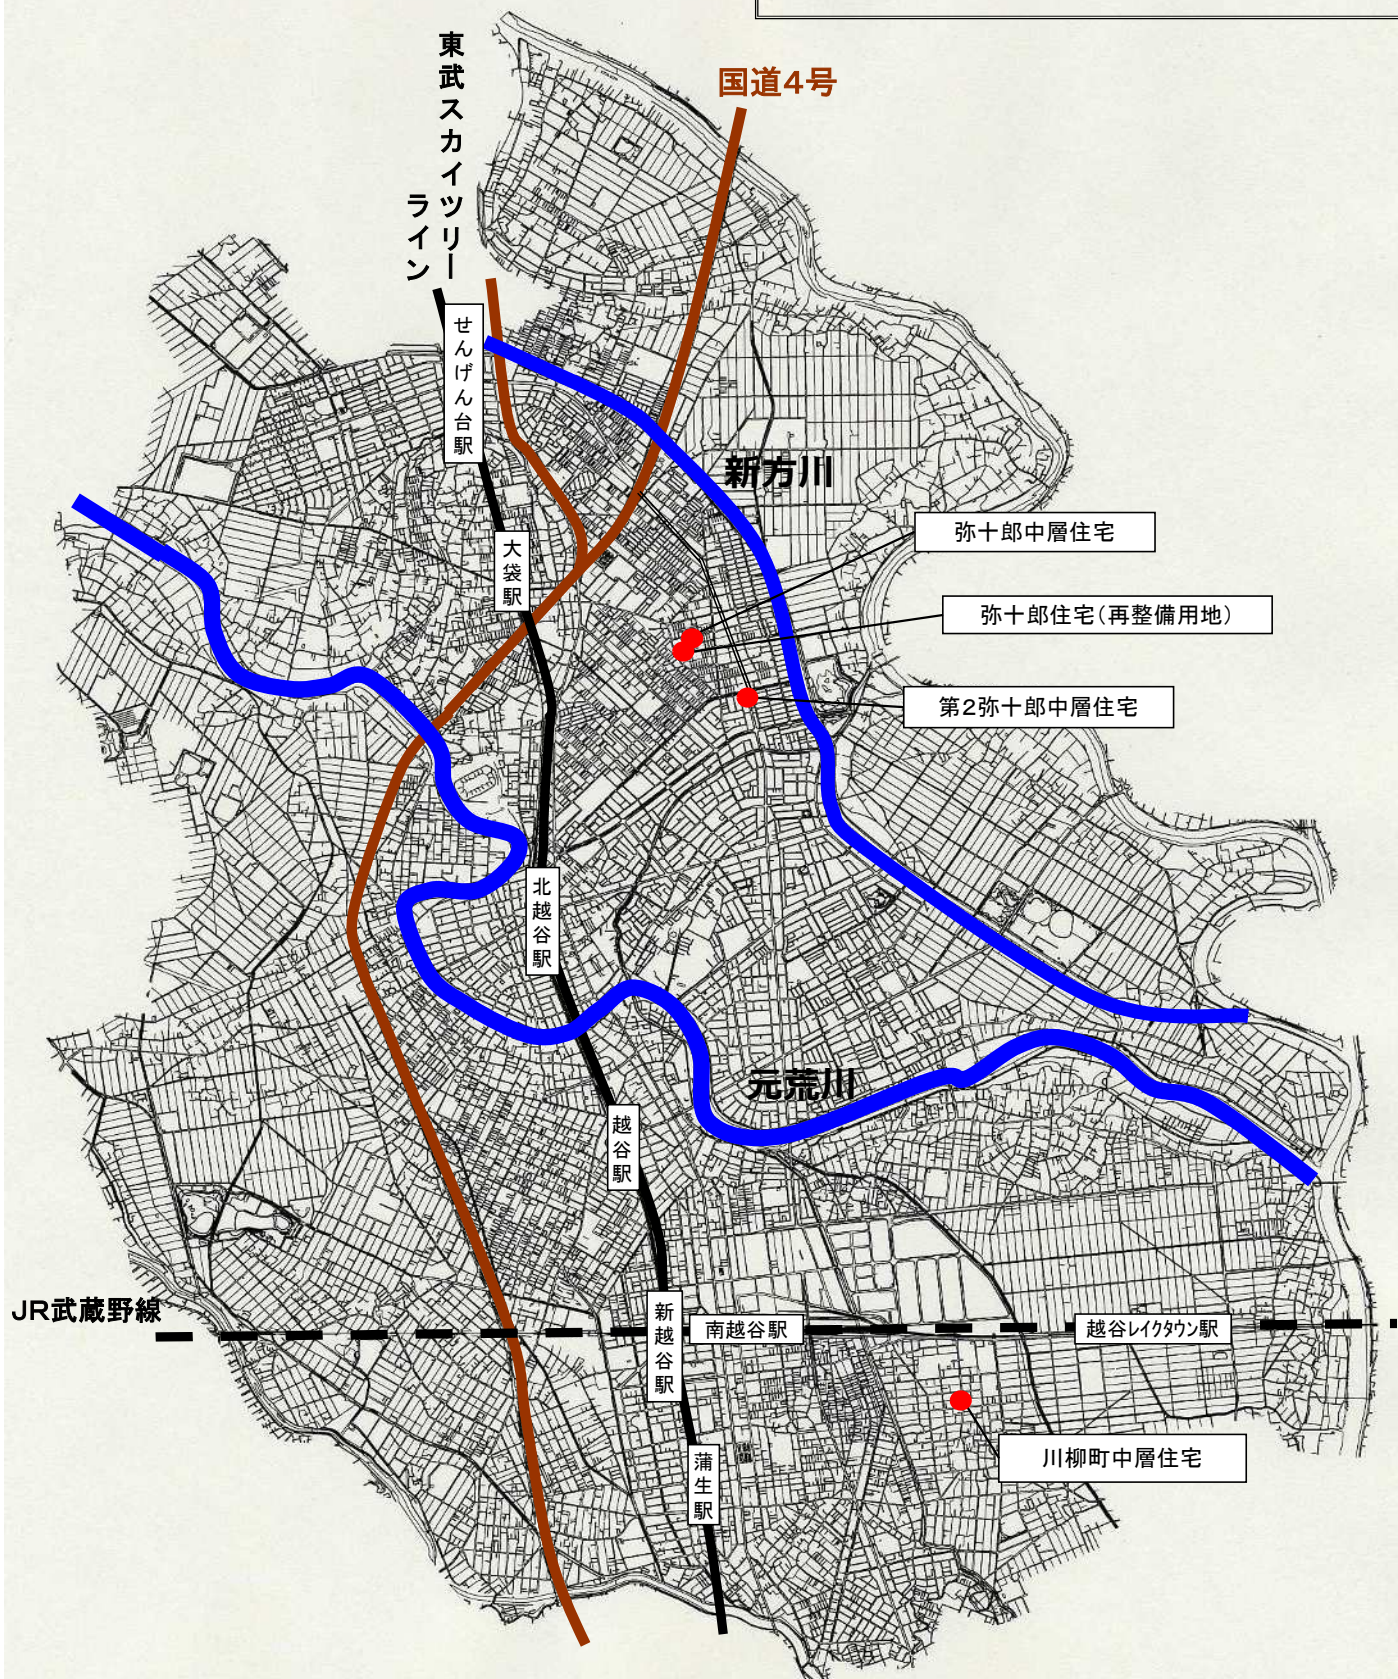 東武スカイツリー
ライン
国道4号
せんげん台駅
新方川
弥十郎中層住宅
大袋駅
弥十郎住宅(再整備用地)
第2弥十郎中層住宅
北越谷駅
元荒川
越谷駅
JR武蔵野線
新越谷駅
南越谷駅
越谷ﾚｲｸﾀｳﾝ駅
川柳町中層住宅
蒲生駅